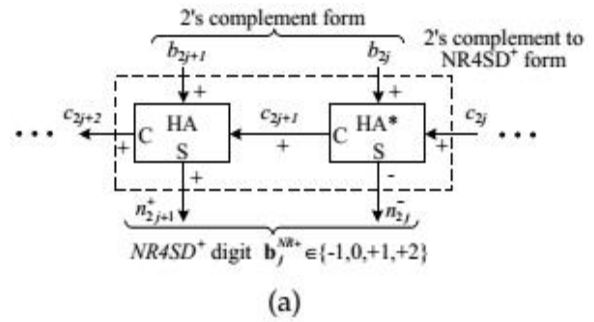 2's complement form
b2j+1 b2j 2's complement to
NR4SD+ form
+ +
c2j+2 HA c2j+1 HA* c2j
••• C C •••
+ S + S +
+ -
n+2j+1 n-2j
NR4SD+ digit bjNR+ ∈{-1,0,+1,+2}
(a)